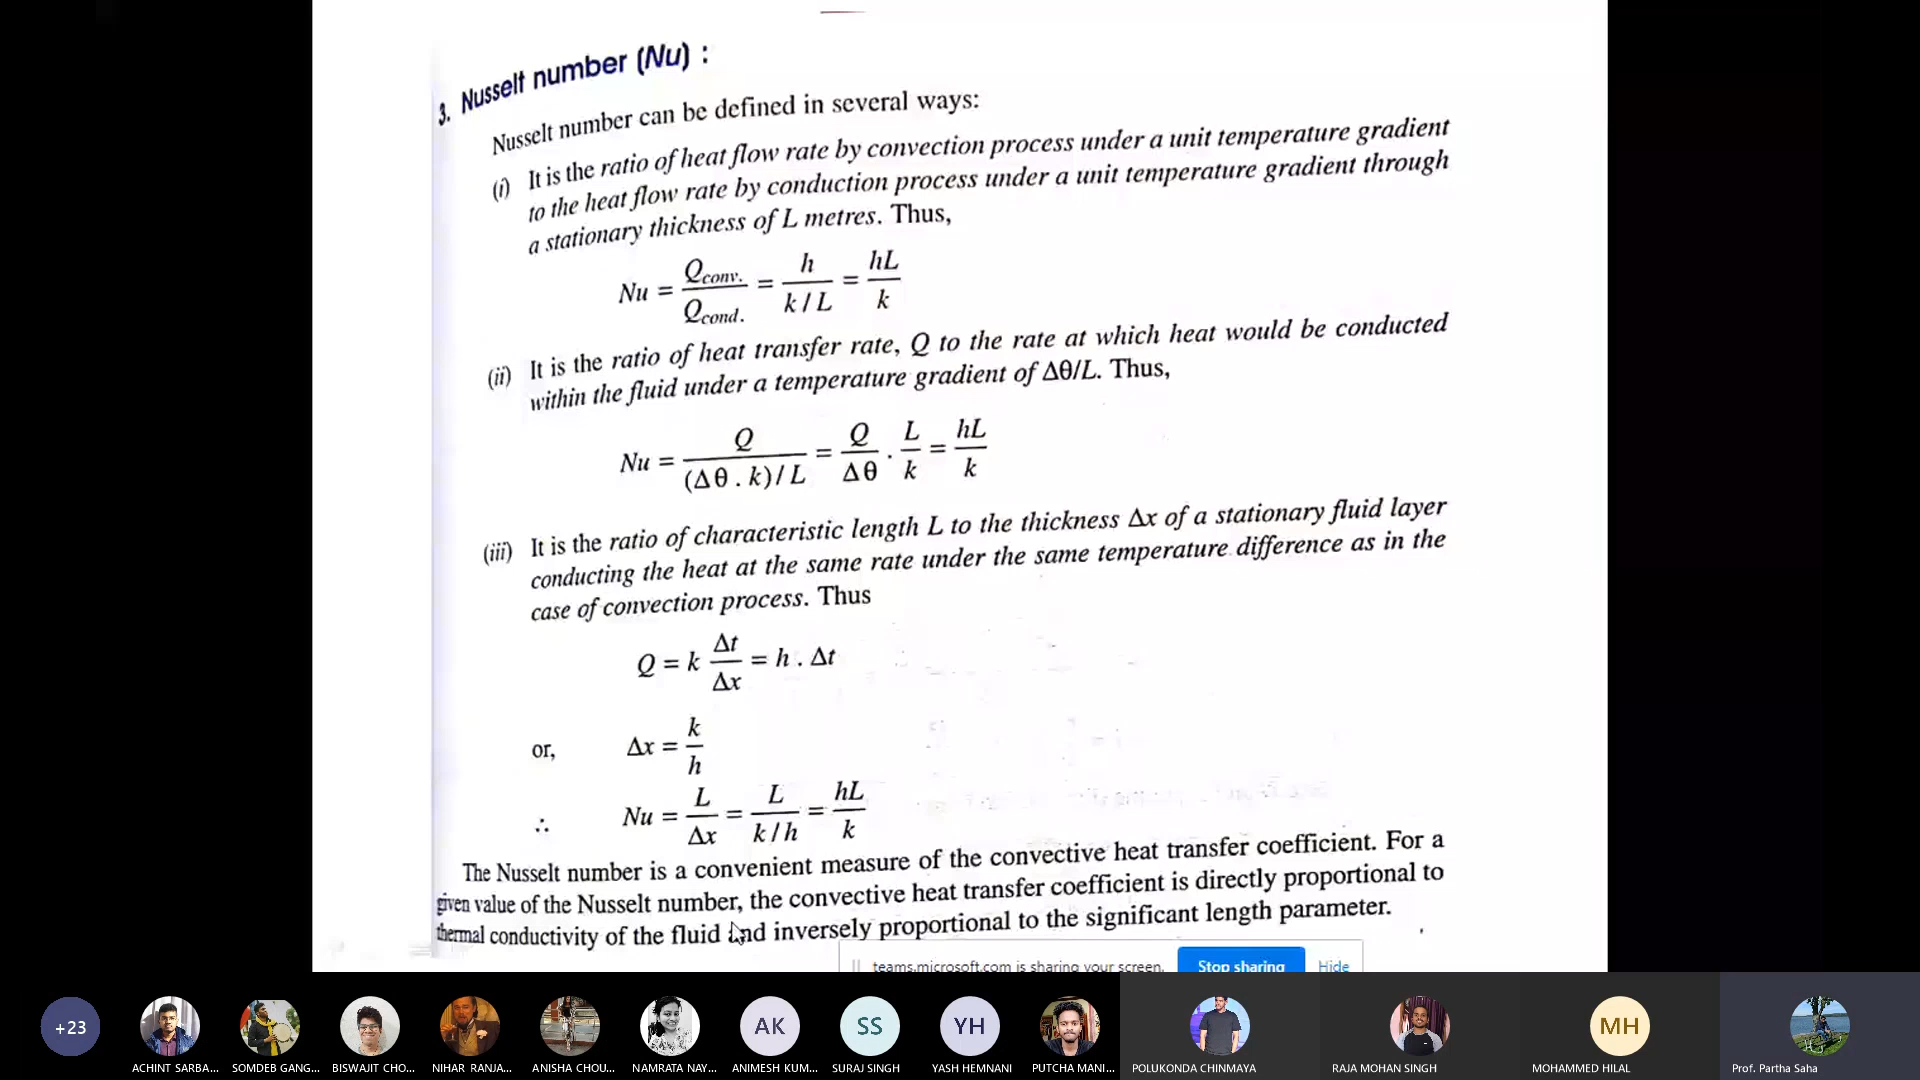 3. Nusselt number (Nu) :
Nusselt number can be defined in several ways:
(i) It is the ratio of heat flow rate by convection process under a unit temperature gradient
to the heat flow rate by conduction process under a unit temperature gradient through
a stationary thickness of L metres. Thus,
Nu = Qconv. / Qcond. = h / (k / L) = hL / k
(ii) It is the ratio of heat transfer rate, Q to the rate at which heat would be conducted
within the fluid under a temperature gradient of Δθ/L. Thus,
Nu = Q / ((Δθ . k) / L) = Q / Δθ . L / k = hL / k
(iii) It is the ratio of characteristic length L to the thickness Δx of a stationary fluid layer
conducting the heat at the same rate under the same temperature difference as in the
case of convection process. Thus
Q = k Δt / Δx = h . Δt
or, Δx = k / h
∴ Nu = L / Δx = L / (k / h) = hL / k
The Nusselt number is a convenient measure of the convective heat transfer coefficient. For a
given value of the Nusselt number, the convective heat transfer coefficient is directly proportional to
thermal conductivity of the fluid and inversely proportional to the significant length parameter.
teams.microsoft.com is sharing your screen. Stop sharing Hide
+23 AK SS YH MH
ACHINT SARBA... SOMDEB GANG... BISWAJIT CHO... NIHAR RANJA... ANISHA CHOU... NAMRATA NAY... ANIMESH KUM... SURAJ SINGH YASH HEMNANI PUTCHA MANI... POLUKONDA CHINMAYA RAJA MOHAN SINGH MOHAMMED HILAL Prof. Partha Saha